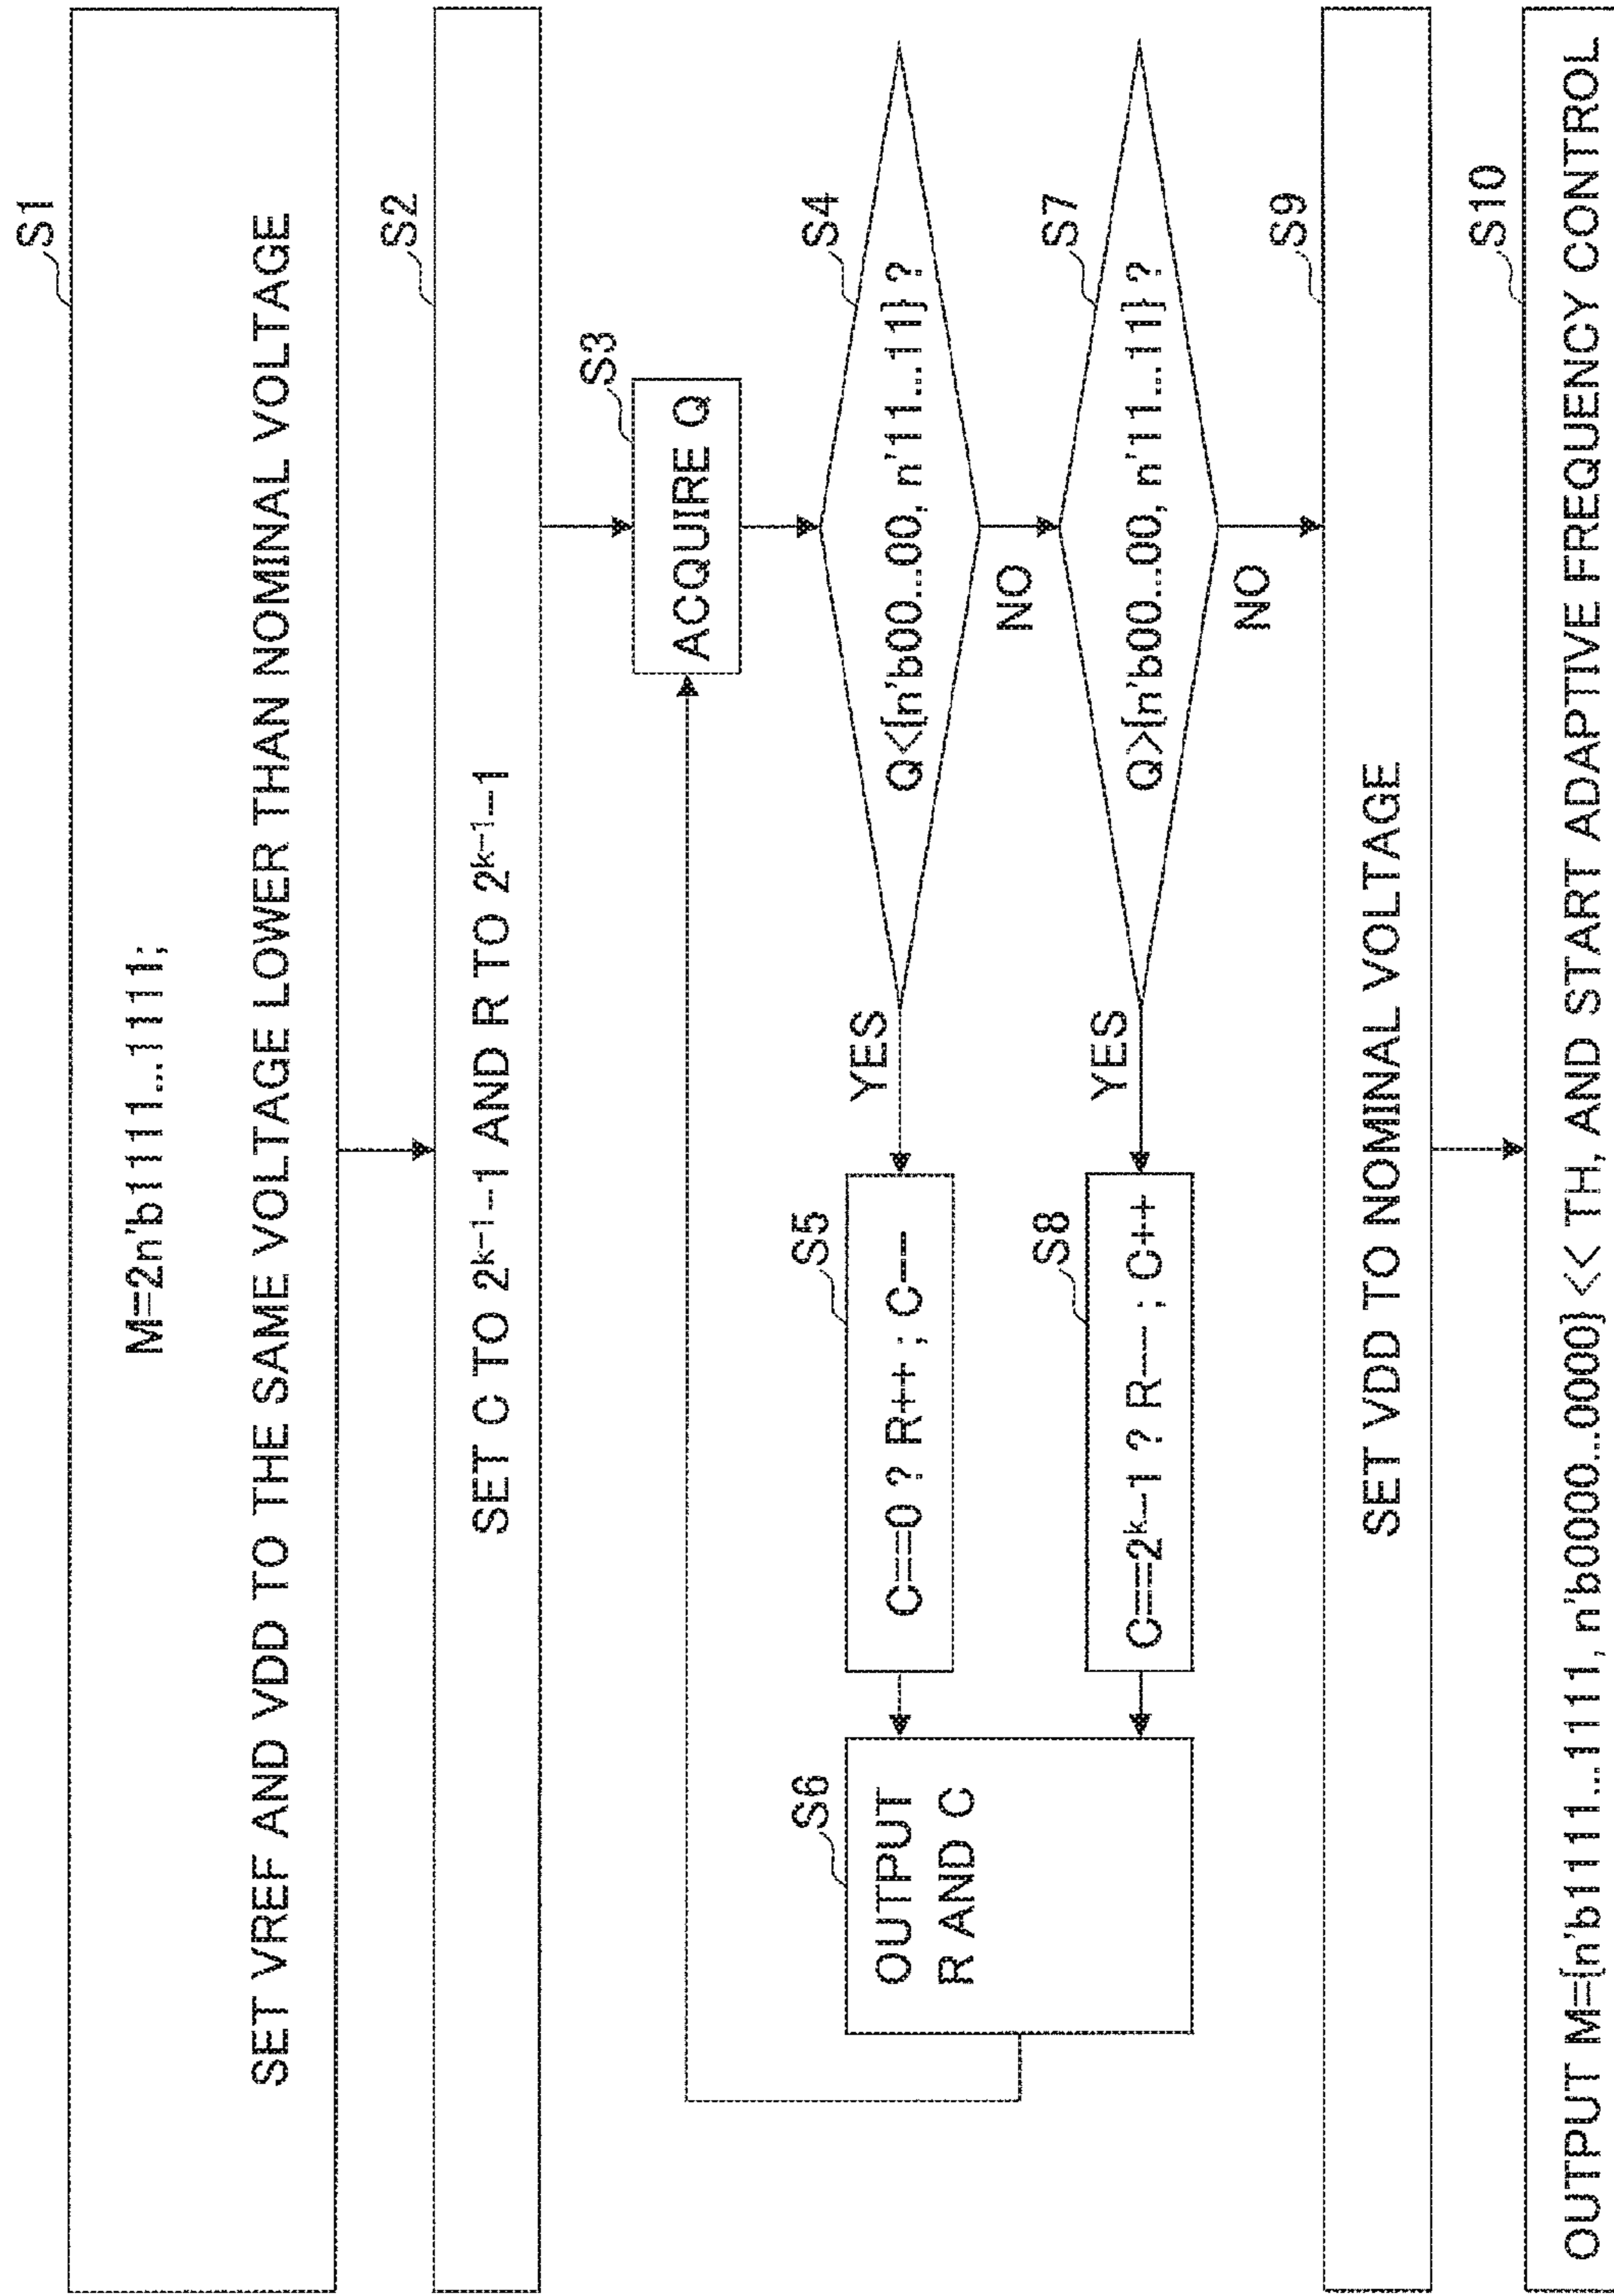 S1
M=2n'b1111...1111;
SET VREF AND VDD TO THE SAME VOLTAGE LOWER THAN NOMINAL VOLTAGE
S2
SET C TO 2ᵏ⁻¹-1 AND R TO 2ᵏ⁻¹-1
S3
ACQUIRE Q
S4
Q<{n'b00...00, n'11...11} ?
YES
NO
S5
C==0 ? R++ ; C--
S6
OUTPUT
R AND C
S7
Q>{n'b00...00, n'11...11} ?
YES
NO
S8
C==2ᵏ-1 ? R-- ; C++
S9
SET VDD TO NOMINAL VOLTAGE
S10
OUTPUT M={n'b1111...1111, n'b0000...0000} << TH, AND START ADAPTIVE FREQUENCY CONTROL